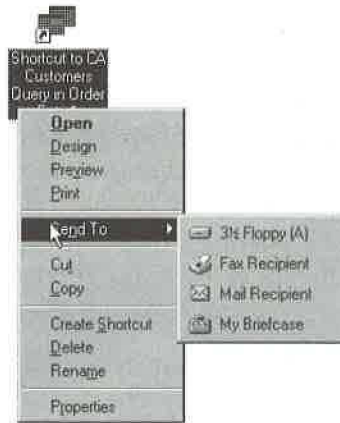 Shortcut to CA
Customers
Query in Order
Open
Design
Preview
Print
Send To
3½ Floppy (A)
Fax Recipient
Mail Recipient
My Briefcase
Cut
Copy
Create Shortcut
Delete
Rename
Properties